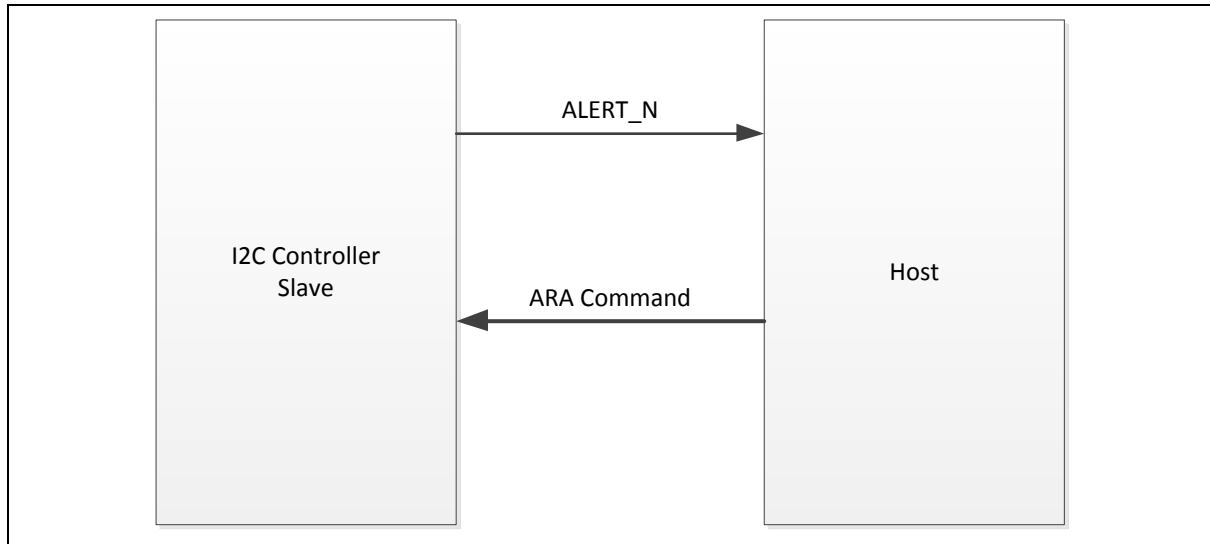 ALERT_N
I2C Controller
Slave
Host
ARA Command